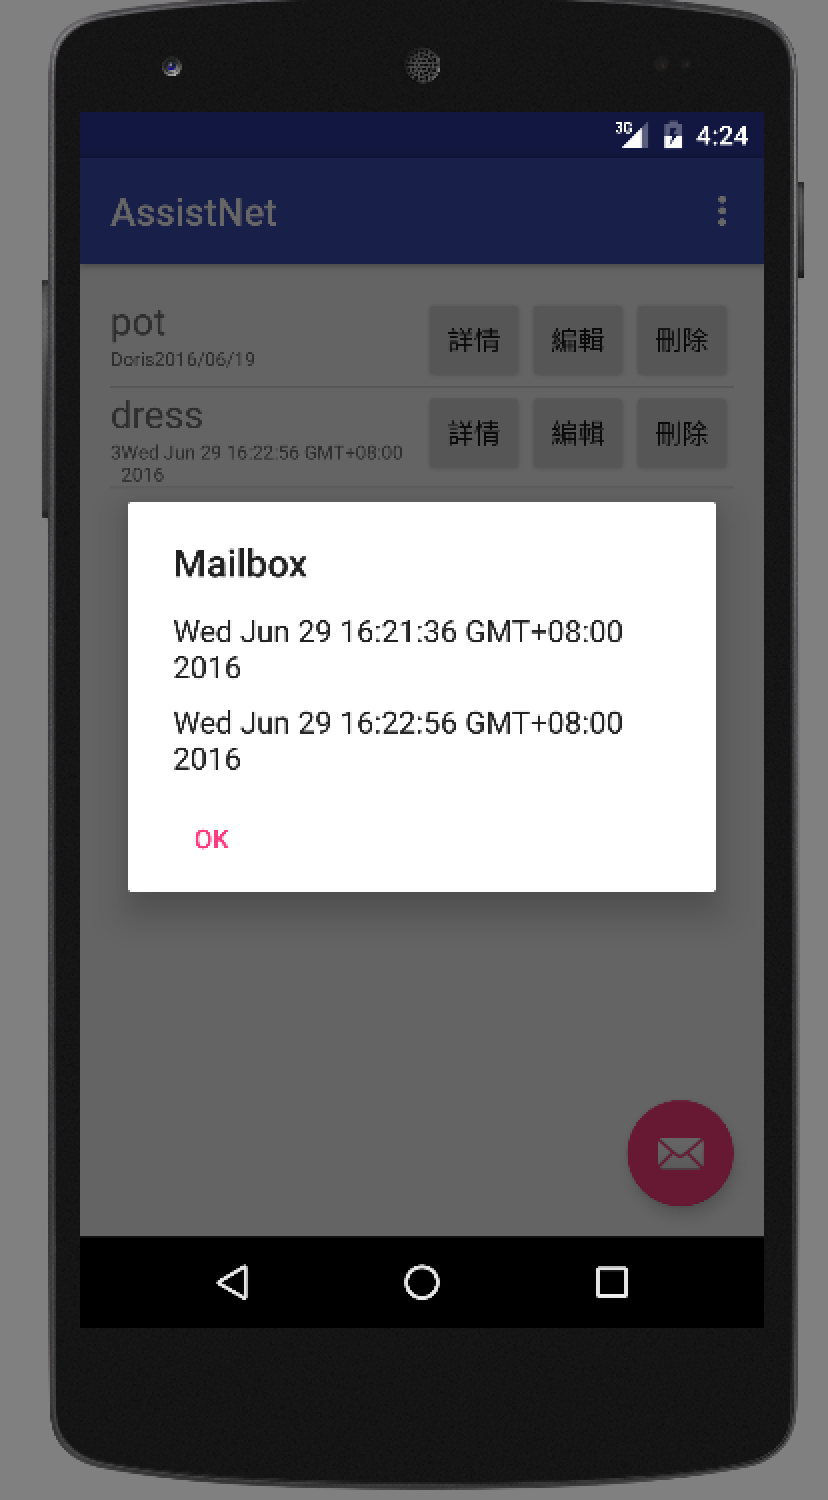 3G 4:24
AssistNet
pot
Doris2016/06/19
詳情 編輯 刪除
dress
3Wed Jun 29 16:22:56 GMT+08:00
2016
詳情 編輯 刪除
Mailbox
Wed Jun 29 16:21:36 GMT+08:00
2016
Wed Jun 29 16:22:56 GMT+08:00
2016
OK